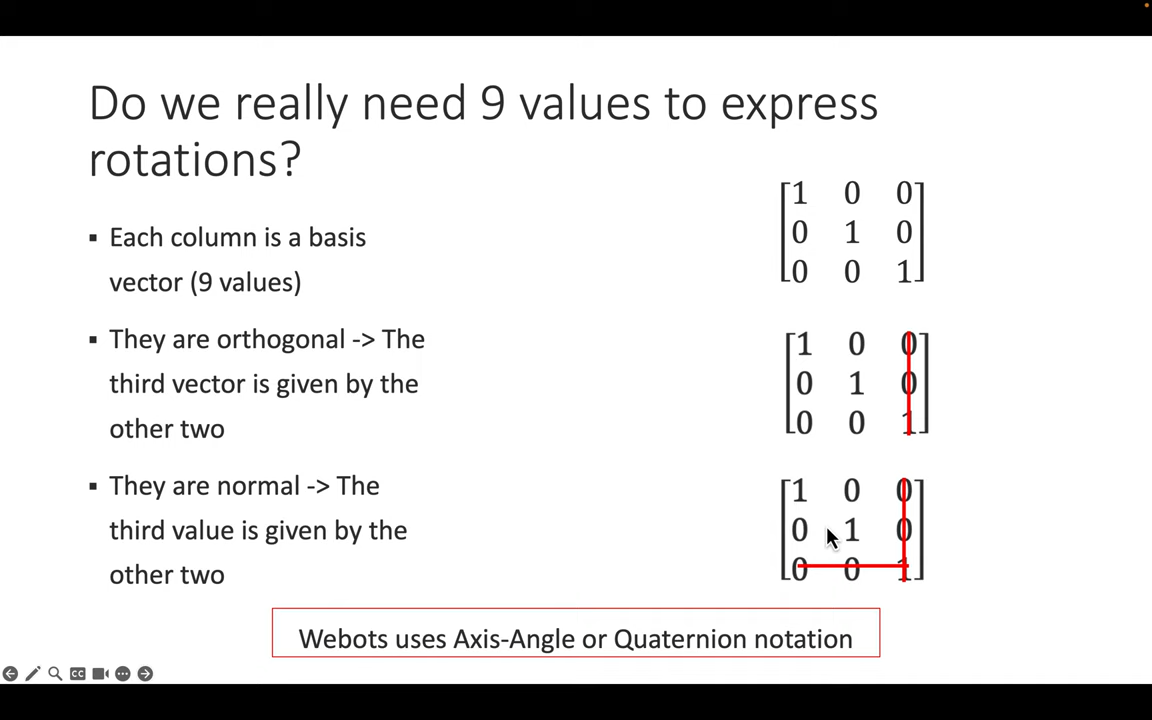 Do we really need 9 values to express
rotations?
▪ Each column is a basis
vector (9 values)
▪ They are orthogonal -> The
third vector is given by the
other two
▪ They are normal -> The
third value is given by the
other two
1 0 0
0 1 0
0 0 1
1 0 0
0 1 0
0 0 1
1 0 0
0 1 0
0 0 1
Webots uses Axis-Angle or Quaternion notation
CC